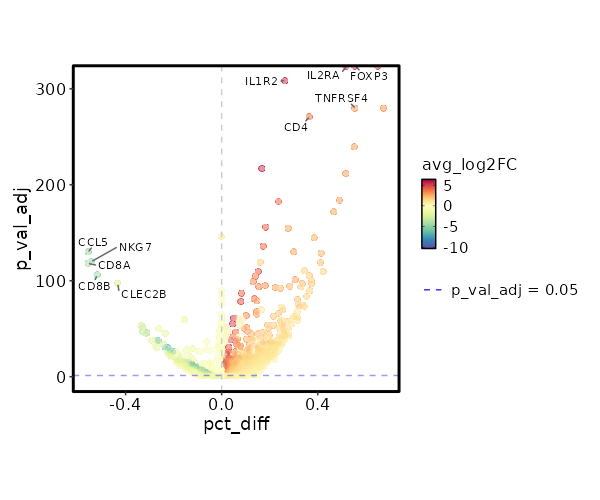 IL2RA
FOXP3
IL1R2
TNFRSF4
CD4
CCL5
NKG7
CD8A
CD8B
CLEC2B
300
200
100
0
p_val_adj
-0.4
0.0
0.4
pct_diff
avg_log2FC
5
0
-5
-10
p_val_adj = 0.05